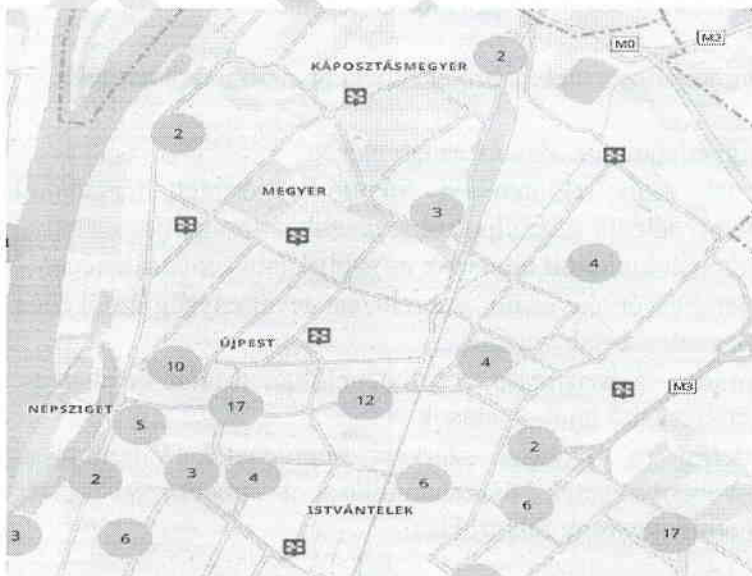 M2
2
M0
KÁPOSZTÁSMEGYER
2
MEGYER
3
4
ÚJPEST
4
10
M3
12
NÉPSZIGET
17
5
2
3
4
2
6
6
ISTVÁNTELEK
3
6
17